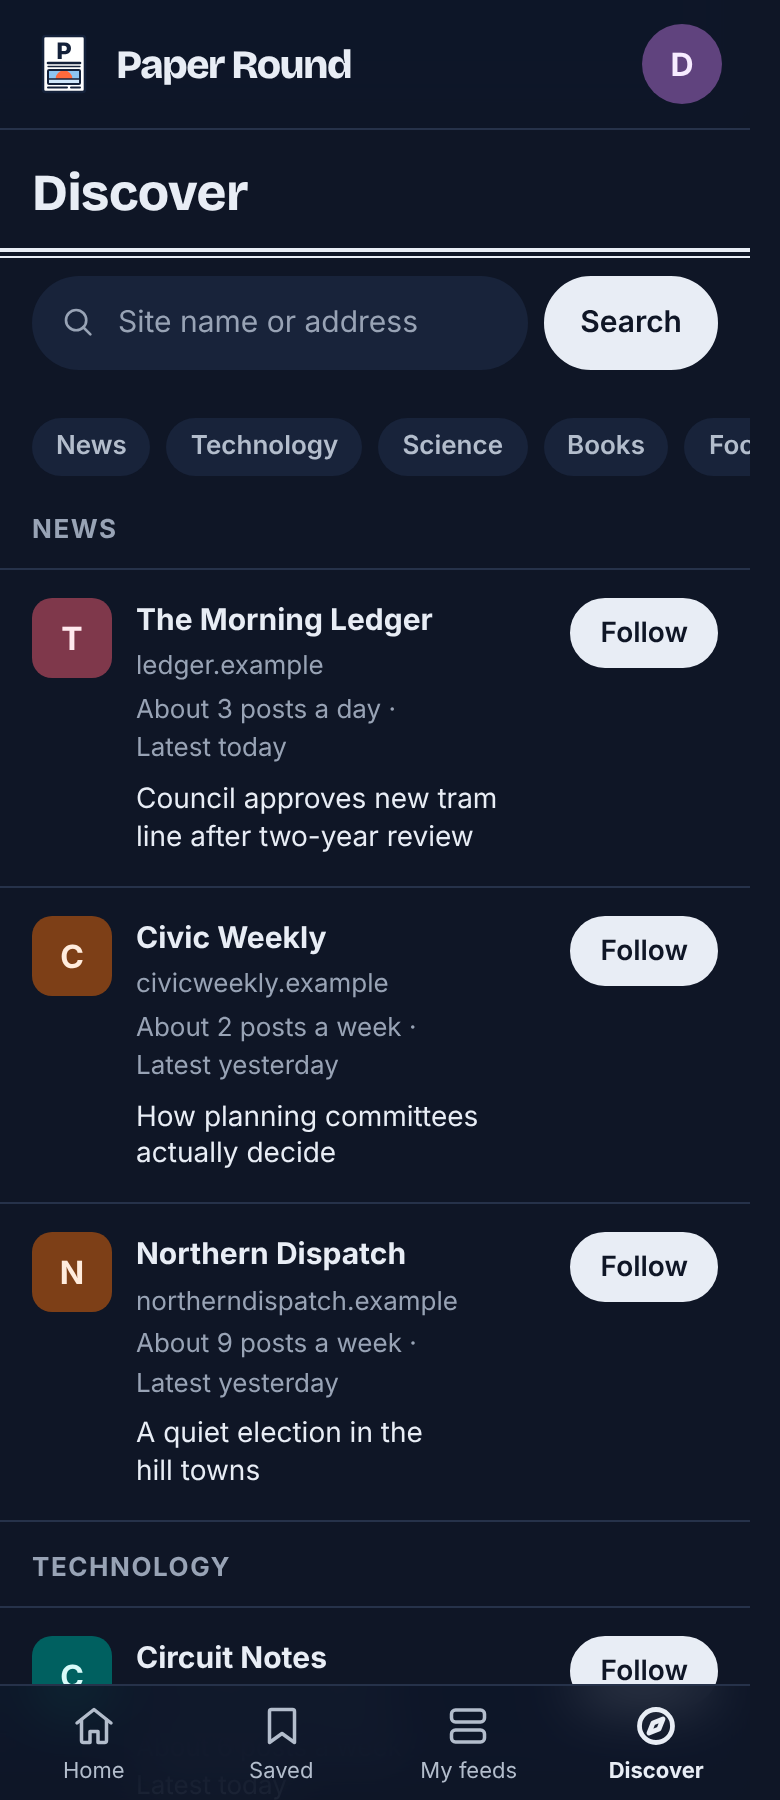 P
Paper Round
D
Discover
Site name or address
Search
News
Technology
Science
Books
Foo
NEWS
T
The Morning Ledger
Follow
ledger.example
About 3 posts a day ·
Latest today
Council approves new tram
line after two-year review
C
Civic Weekly
Follow
civicweekly.example
About 2 posts a week ·
Latest yesterday
How planning committees
actually decide
N
Northern Dispatch
Follow
northerndispatch.example
About 9 posts a week ·
Latest yesterday
A quiet election in the
hill towns
TECHNOLOGY
C
Circuit Notes
Follow
Latest today
Home
Saved
My feeds
Discover